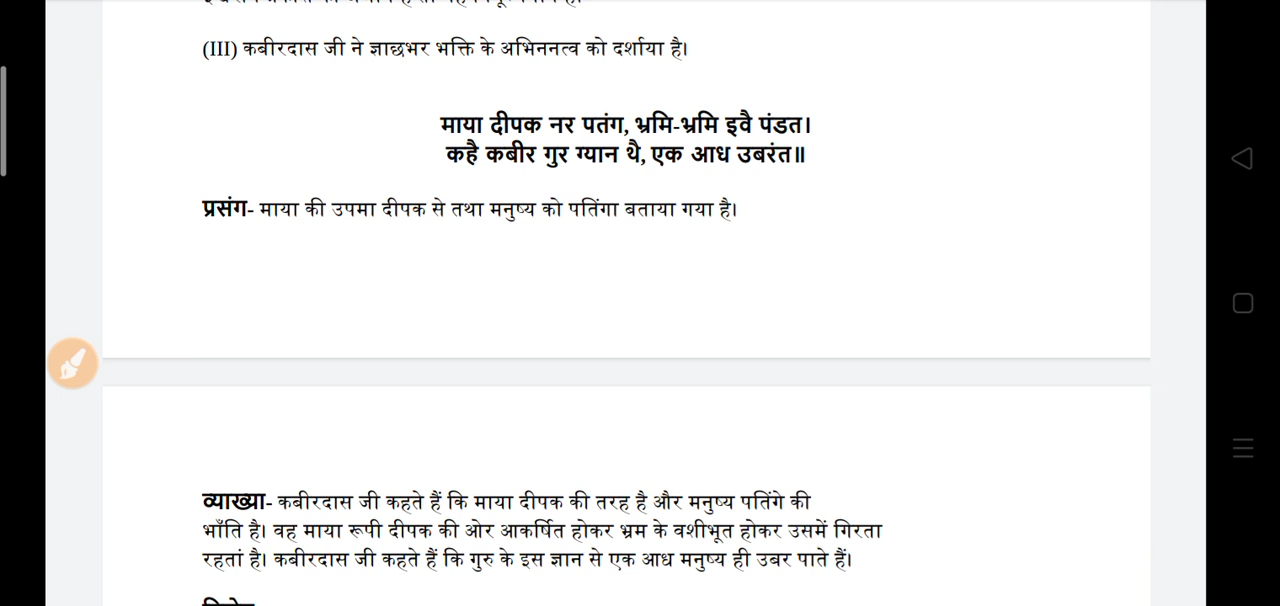 (III) कबीरदास जी ने ज्ञाछभर भक्ति के अभिननत्व को दर्शाया है।
माया दीपक नर पतंग, भ्रमि-भ्रमि इवै पंडत।
कहै कबीर गुर ग्यान थै, एक आध उबरंत॥
प्रसंग- माया की उपमा दीपक से तथा मनुष्य को पतिंगा बताया गया है।
व्याख्या- कबीरदास जी कहते हैं कि माया दीपक की तरह है और मनुष्य पतिंगे की
भाँति है। वह माया रूपी दीपक की ओर आकर्षित होकर भ्रम के वशीभूत होकर उसमें गिरता
रहतां है। कबीरदास जी कहते हैं कि गुरु के इस ज्ञान से एक आध मनुष्य ही उबर पाते हैं।